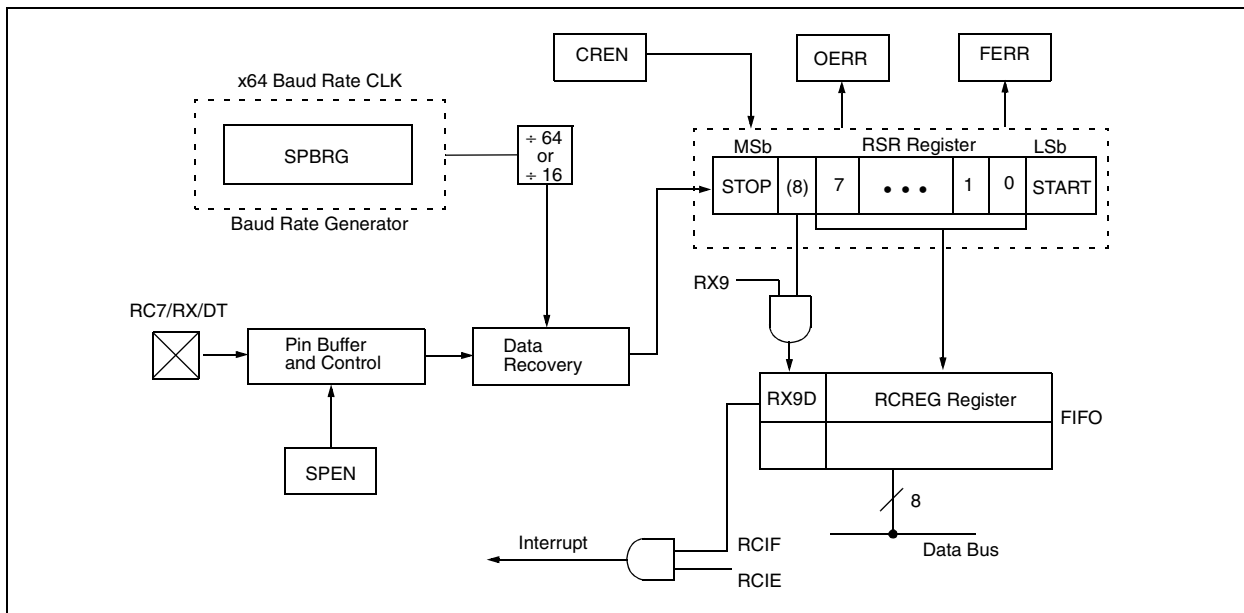 CREN
OERR
FERR
x64 Baud Rate CLK
SPBRG
Baud Rate Generator
÷ 64
or
÷ 16
MSb
RSR Register
LSb
STOP
(8)
7
• • •
1
0
START
RX9
RC7/RX/DT
Pin Buffer
and Control
Data
Recovery
SPEN
RX9D
RCREG Register
FIFO
8
Data Bus
Interrupt
RCIF
RCIE